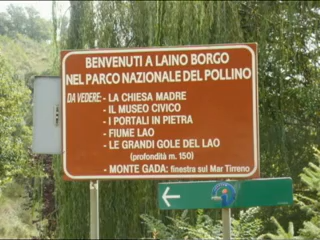 BENVENUTI A LAINO BORGO
NEL PARCO NAZIONALE DEL POLLINO
DA VEDERE: - LA CHIESA MADRE
- IL MUSEO CIVICO
- I PORTALI IN PIETRA
- FIUME LAO
- LE GRANDI GOLE DEL LAO
(profondità m. 150)
- MONTE GADA: finestra sul Mar Tirreno